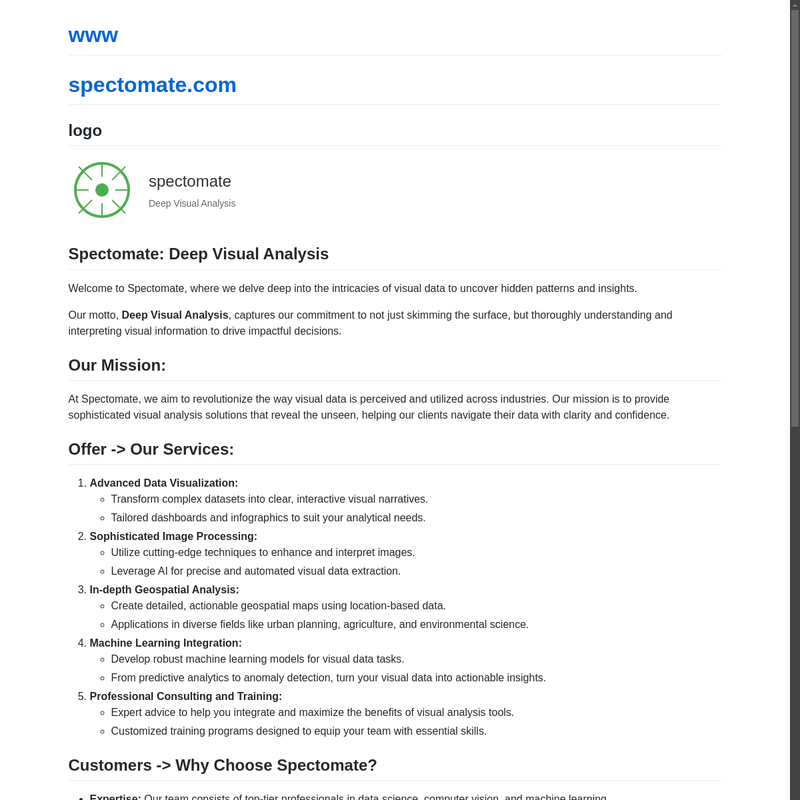 www
spectomate.com
logo
spectomate
Deep Visual Analysis
Spectomate: Deep Visual Analysis
Welcome to Spectomate, where we delve deep into the intricacies of visual data to uncover hidden patterns and insights.
Our motto, Deep Visual Analysis, captures our commitment to not just skimming the surface, but thoroughly understanding and
interpreting visual information to drive impactful decisions.
Our Mission:
At Spectomate, we aim to revolutionize the way visual data is perceived and utilized across industries. Our mission is to provide
sophisticated visual analysis solutions that reveal the unseen, helping our clients navigate their data with clarity and confidence.
Offer -> Our Services:
1. Advanced Data Visualization:
◦ Transform complex datasets into clear, interactive visual narratives.
◦ Tailored dashboards and infographics to suit your analytical needs.
2. Sophisticated Image Processing:
◦ Utilize cutting-edge techniques to enhance and interpret images.
◦ Leverage AI for precise and automated visual data extraction.
3. In-depth Geospatial Analysis:
◦ Create detailed, actionable geospatial maps using location-based data.
◦ Applications in diverse fields like urban planning, agriculture, and environmental science.
4. Machine Learning Integration:
◦ Develop robust machine learning models for visual data tasks.
◦ From predictive analytics to anomaly detection, turn your visual data into actionable insights.
5. Professional Consulting and Training:
◦ Expert advice to help you integrate and maximize the benefits of visual analysis tools.
◦ Customized training programs designed to equip your team with essential skills.
Customers -> Why Choose Spectomate?
• Expertise: Our team consists of top-tier professionals in data science, computer vision, and machine learning.